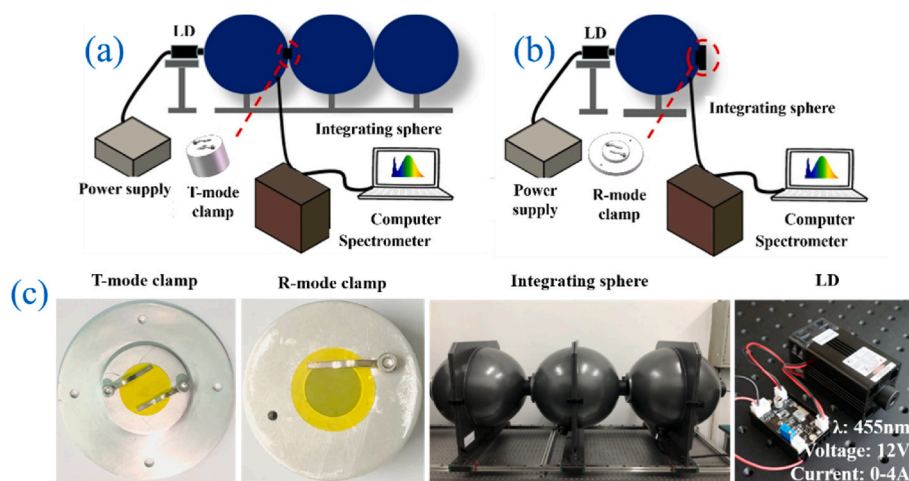 (a)
LD
Integrating sphere
Power supply
T-mode
clamp
Computer
Spectrometer
(b)
LD
Integrating sphere
Power
supply
R-mode
clamp
Computer
Spectrometer
(c)
T-mode clamp
R-mode clamp
Integrating sphere
LD
λ: 455nm
Voltage: 12V
Current: 0-4A